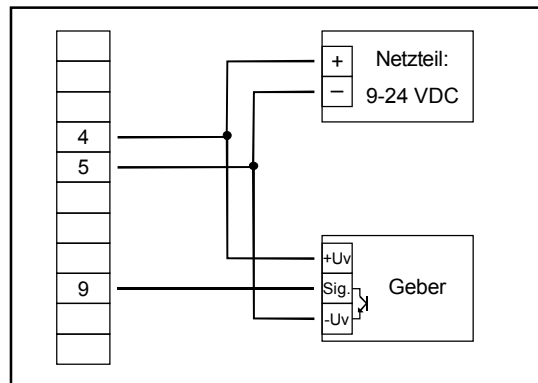 4
5
9
+
–
Netzteil:
9-24 VDC
+Uv
Sig.
-Uv
Geber